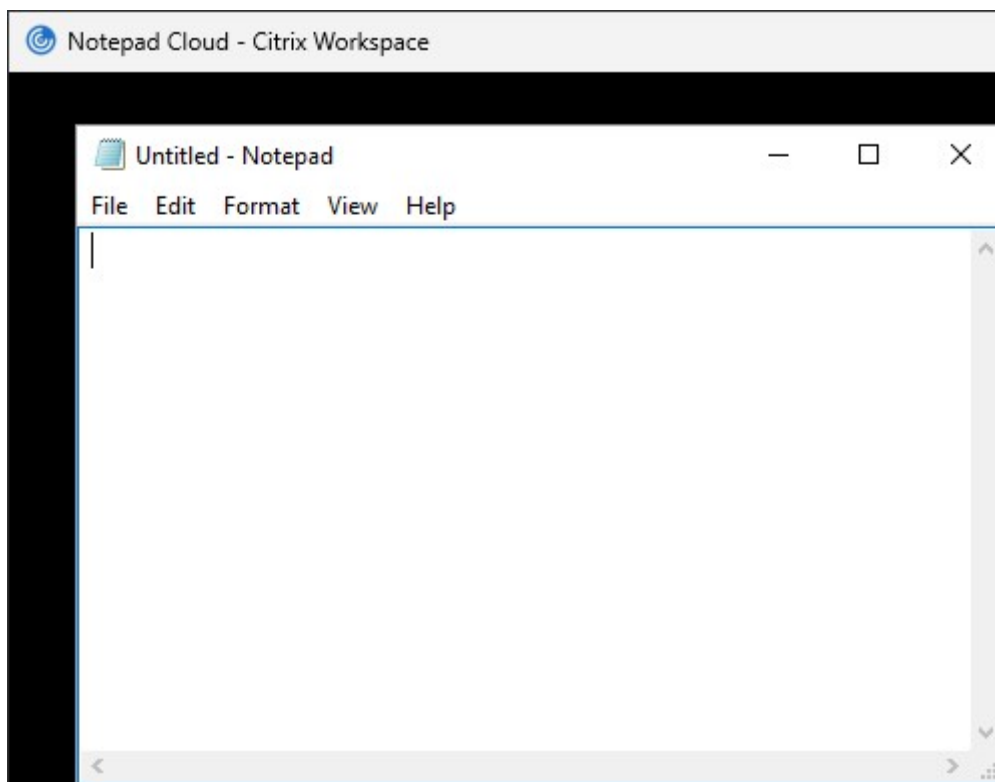 Notepad Cloud - Citrix Workspace
Untitled - Notepad
File Edit Format View Help